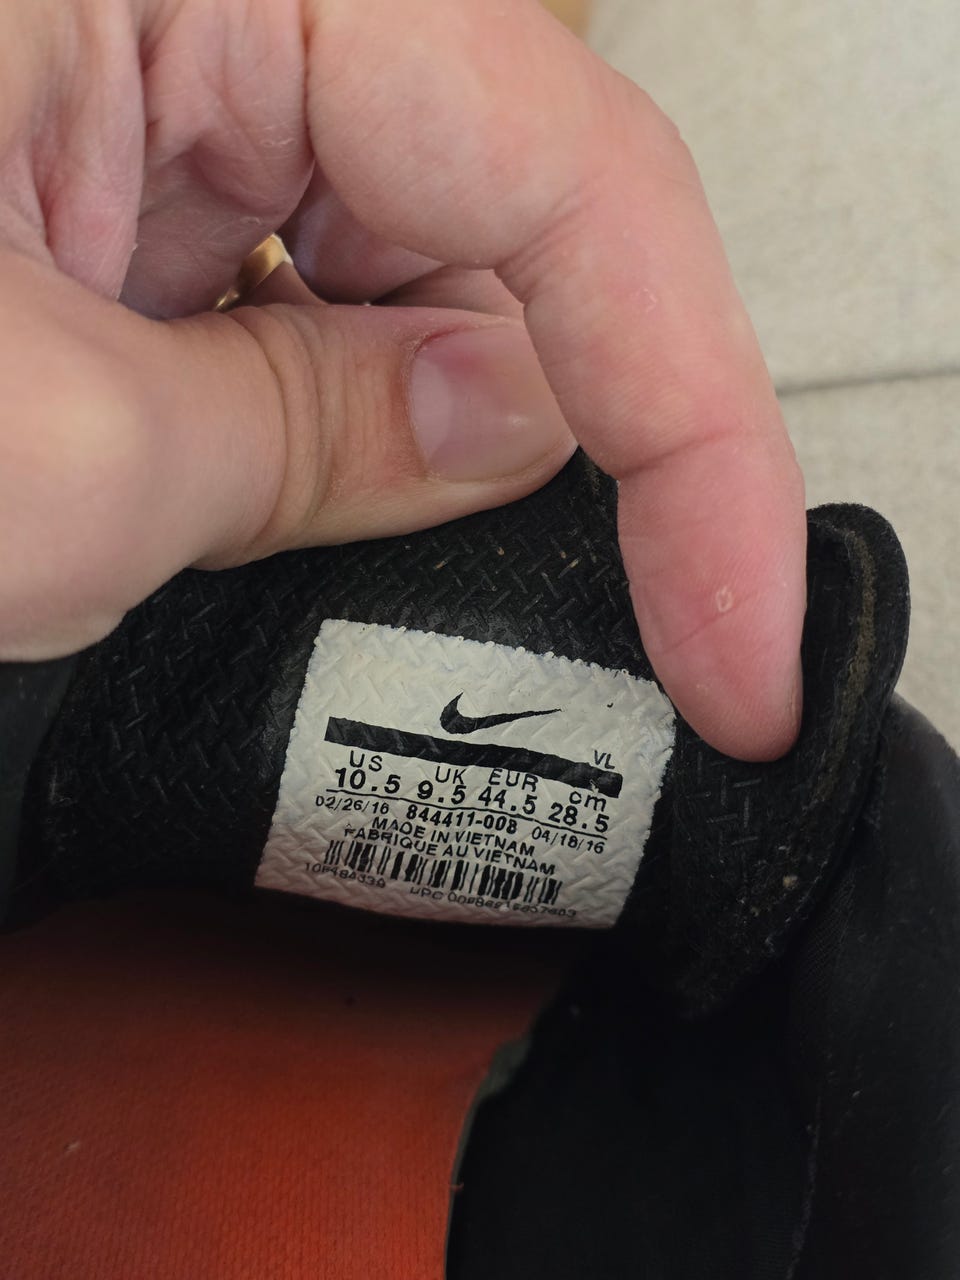 VL
US UK EUR cm
10.5 9.5 44.5 28.5
02/26/16 844411-008 04/18/16
MADE IN VIETNAM
FABRIQUE AU VIETNAM
UPC